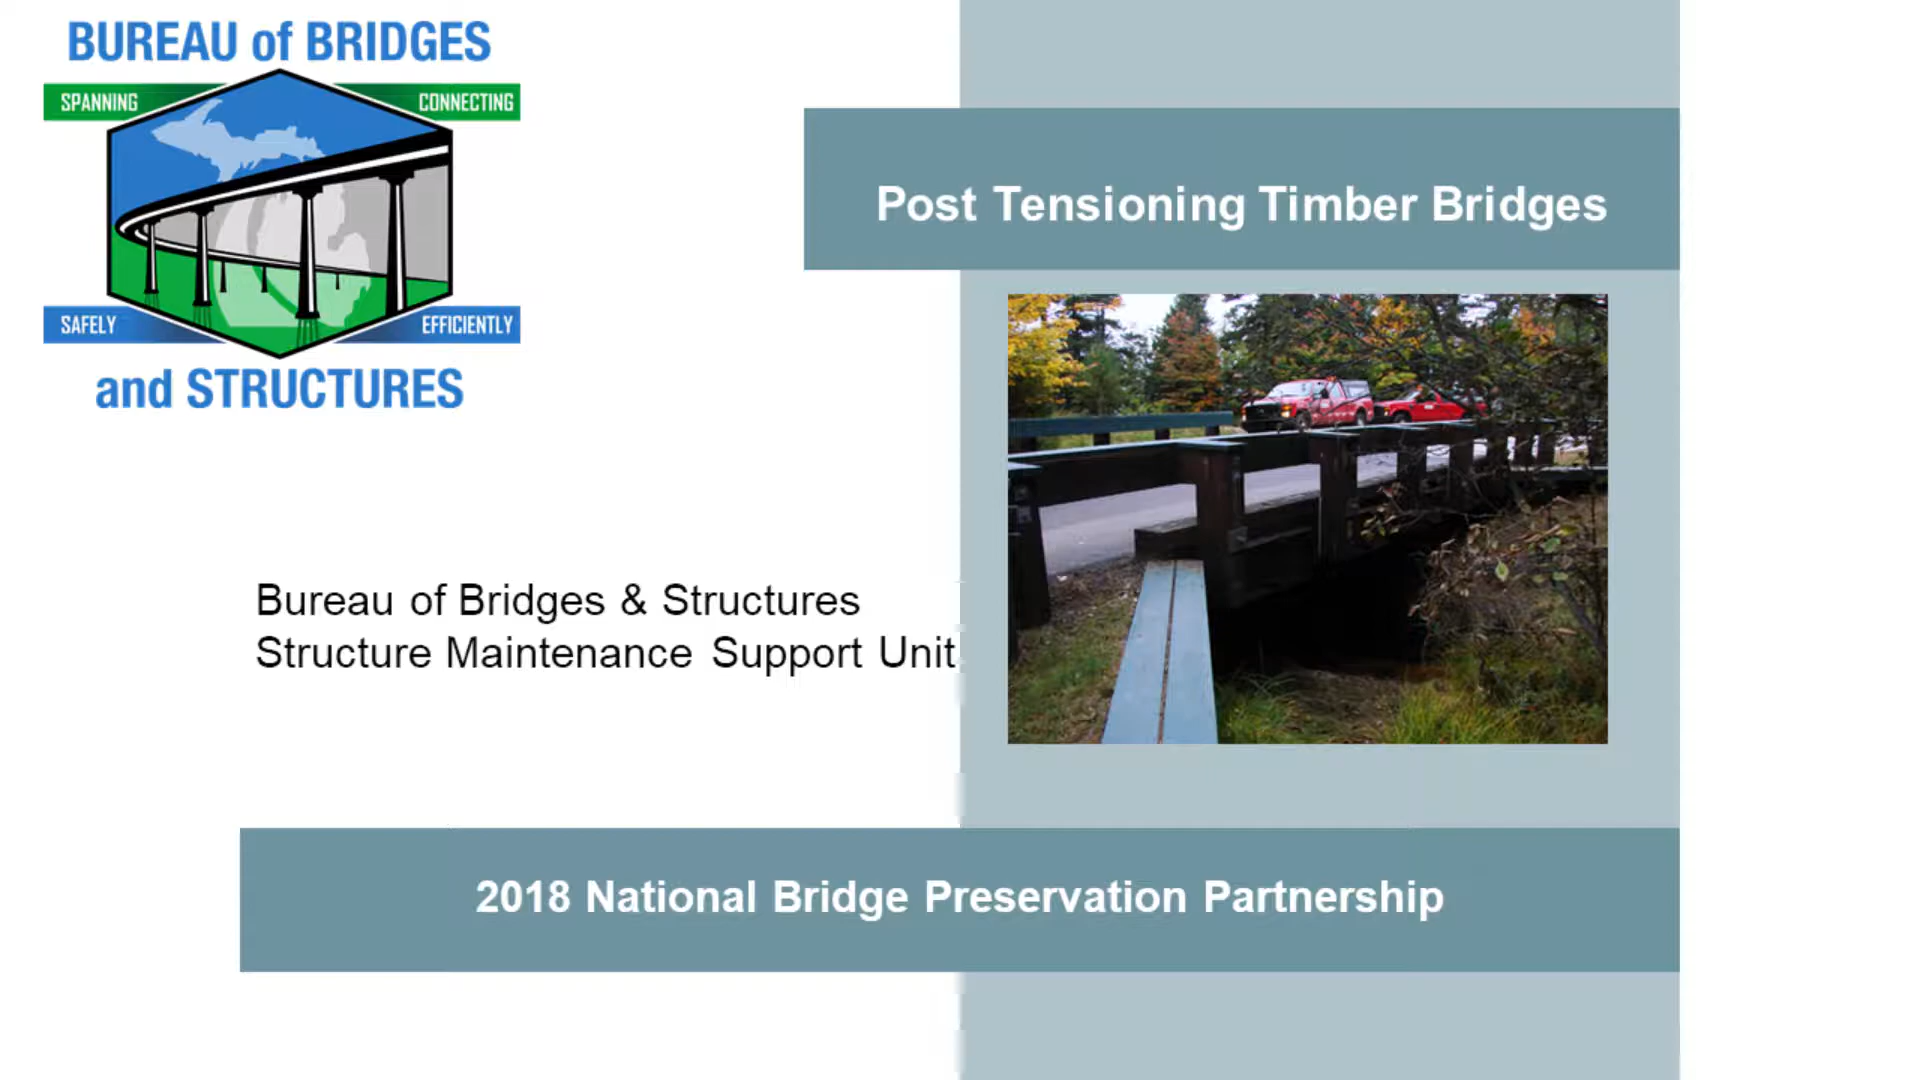 BUREAU of BRIDGES
SPANNING
CONNECTING
SAFELY
EFFICIENTLY
and STRUCTURES
Post Tensioning Timber Bridges
Bureau of Bridges & Structures
Structure Maintenance Support Unit
2018 National Bridge Preservation Partnership